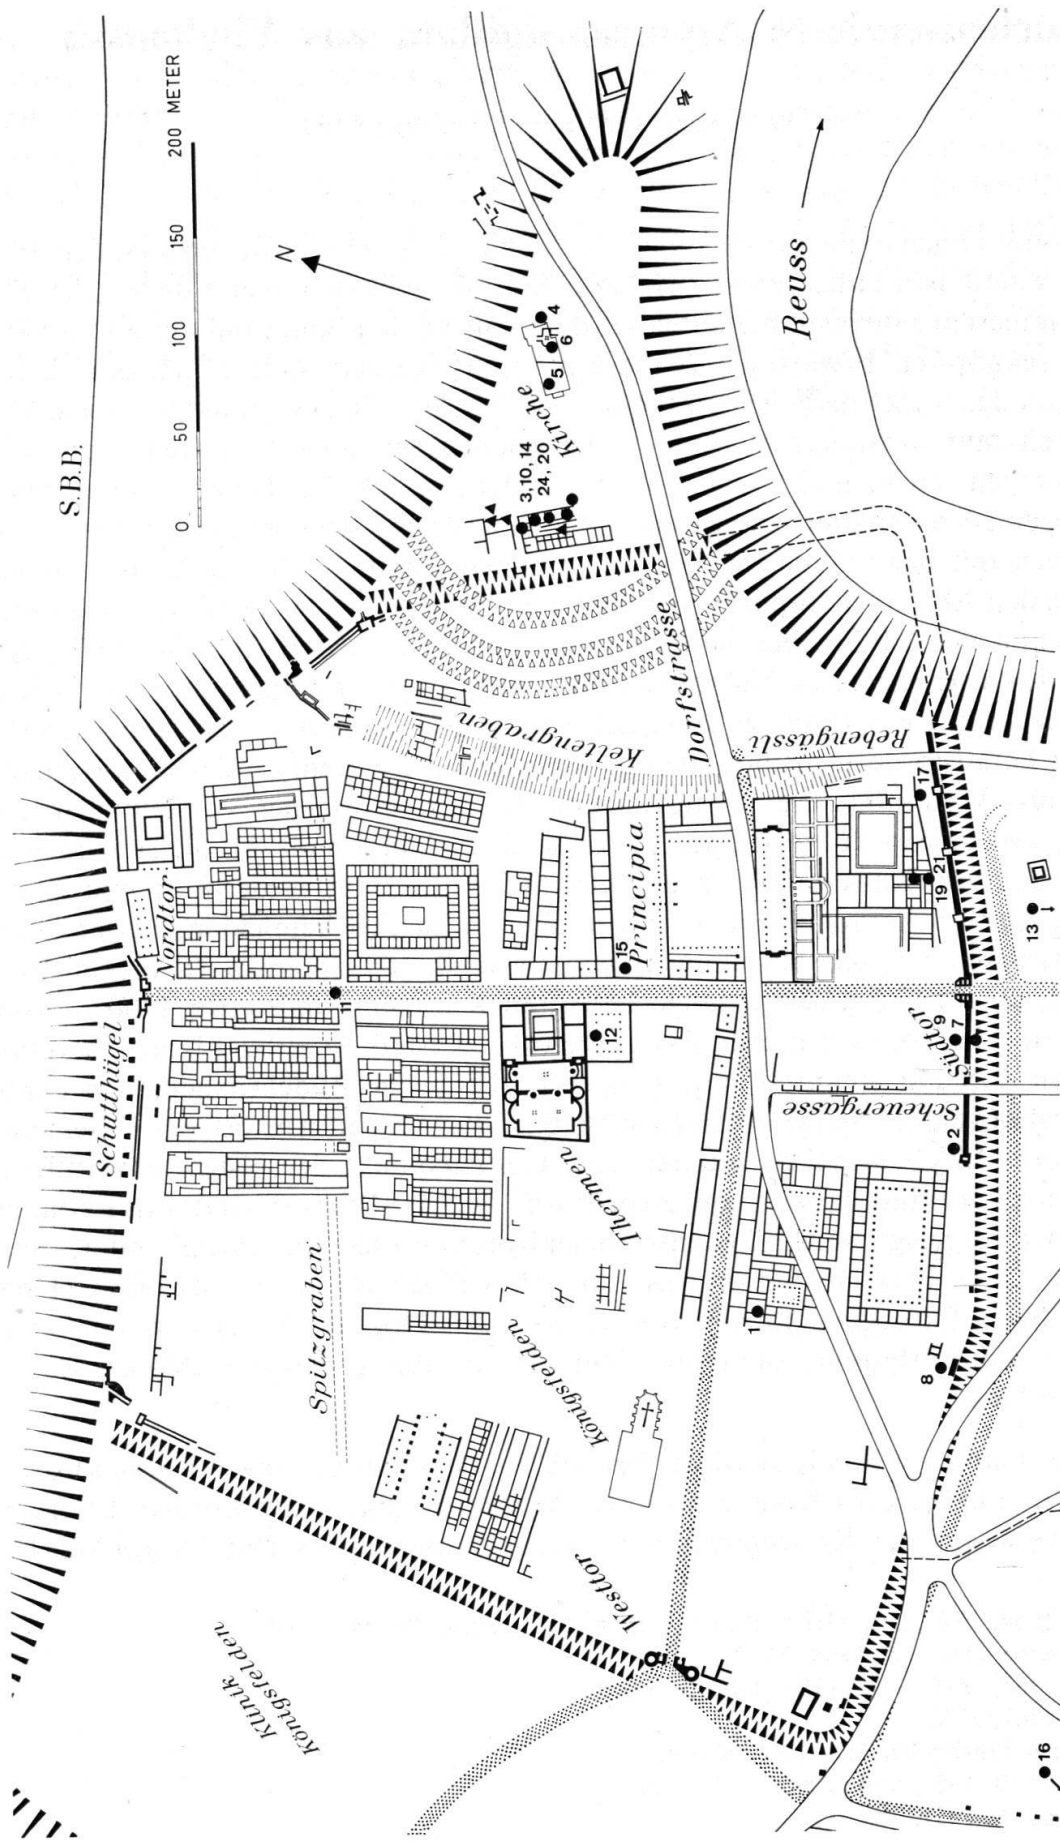 S.B.B.
0 50 100 150 200 METER
N
Reuss
4
6
5
Kirche
3,10,14
24,20
Keltengraben
Dorfstrasse
Rebengässli
Nordtor
Principia
15
17
21
19
13
11
12
Schutthügel
Südtor
9
7
Scheuergasse
2
Thermen
Spitzgraben
Königsfelden
1
8
Westtor
Klinik
Königsfelden
16